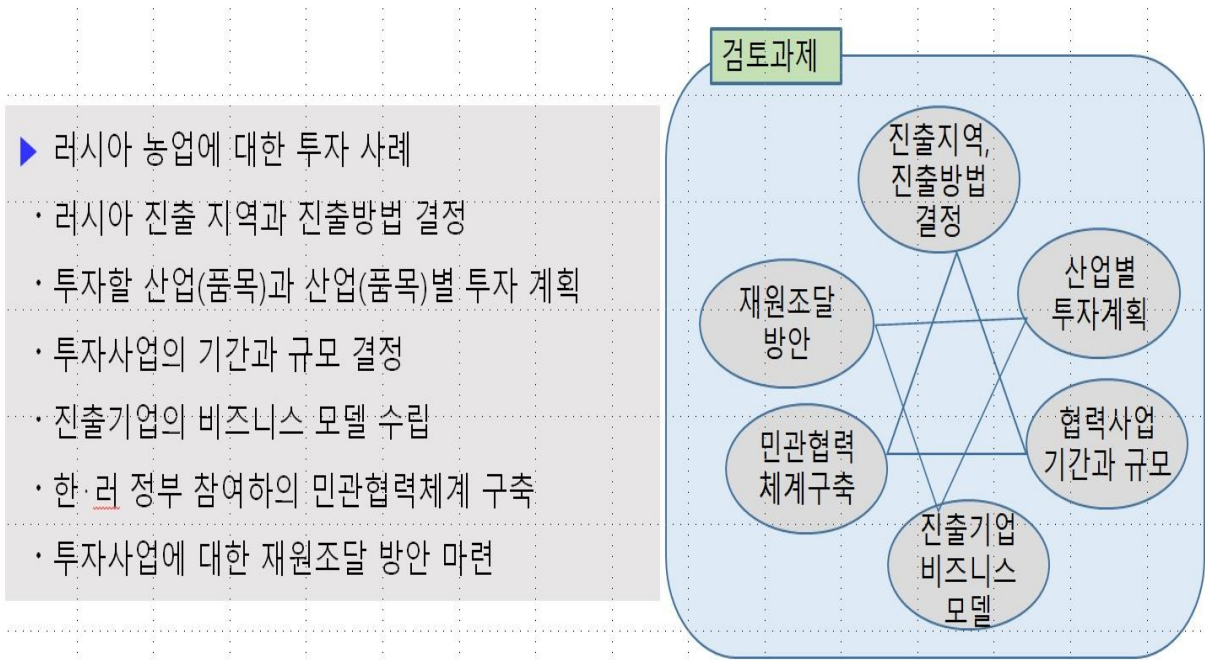 ▶ 러시아 농업에 대한 투자 사례
· 러시아 진출 지역과 진출방법 결정
· 투자할 산업(품목)과 산업(품목)별 투자 계획
· 투자사업의 기간과 규모 결정
· 진출기업의 비즈니스 모델 수립
· 한·러 정부 참여하의 민관협력체계 구축
· 투자사업에 대한 재원조달 방안 마련
검토과제
진출지역,
진출방법
결정
산업별
투자계획
협력사업
기간과 규모
진출기업
비즈니스
모델
민관협력
체계구축
재원조달
방안